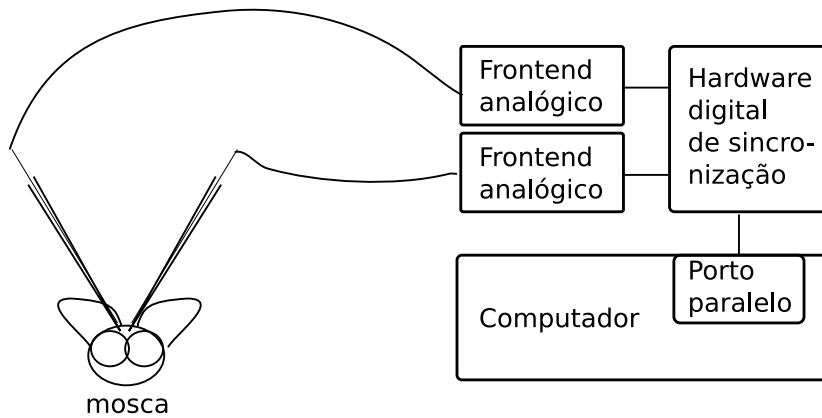 Frontend
analógico
Frontend
analógico
Hardware
digital
de sincro-
nização
Porto
paralelo
Computador
mosca